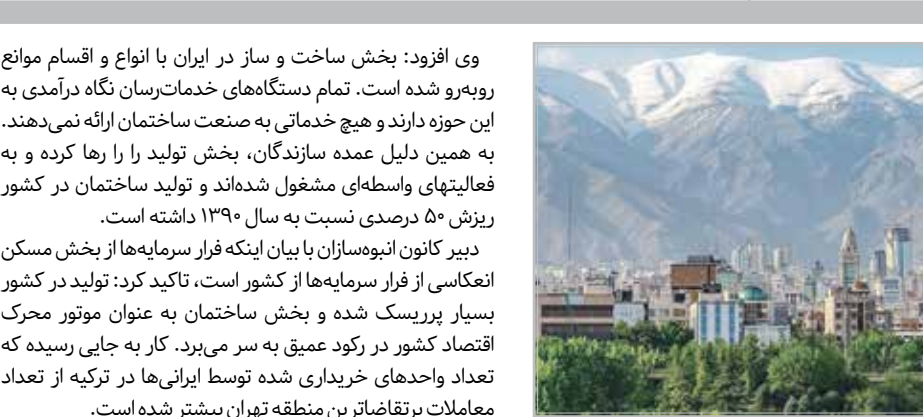 وی افزود: بخش ساخت و ساز در ایران با انواع و اقسام موانع
روبه‌رو شده است. تمام دستگاه‌های خدمات‌رسان نگاه درآمدی به
این حوزه دارند و هیچ خدماتی به صنعت ساختمان ارائه نمی‌دهند.
به همین دلیل عمده سازندگان، بخش تولید را را رها کرده و به
فعالیتهای واسطه‌ای مشغول شده‌اند و تولید ساختمان در کشور
ریزش ۵۰ درصدی نسبت به سال ۱۳۹۰ داشته است.
دبیر کانون انبوه‌سازان با بیان اینکه فرار سرمایه‌ها از بخش مسکن
انعکاسی از فرار سرمایه‌ها از کشور است، تاکید کرد: تولید در کشور
بسیار پرریسک شده و بخش ساختمان به عنوان موتور محرک
اقتصاد کشور در رکود عمیق به سر می‌برد. کار به جایی رسیده که
تعداد واحدهای خریداری شده توسط ایرانی‌ها در ترکیه از تعداد
معاملات پرتقاضاترین منطقه تهران بیشتر شده است.